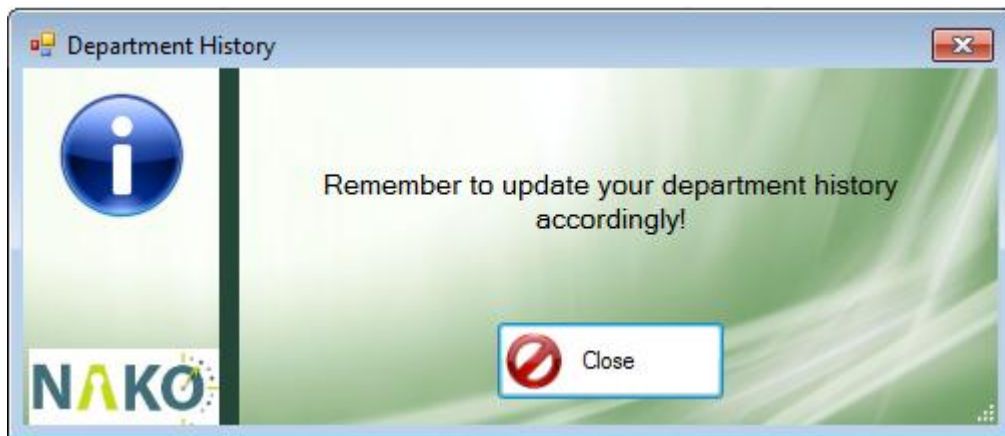 Department History
Remember to update your department history
accordingly!
Close
NAKO